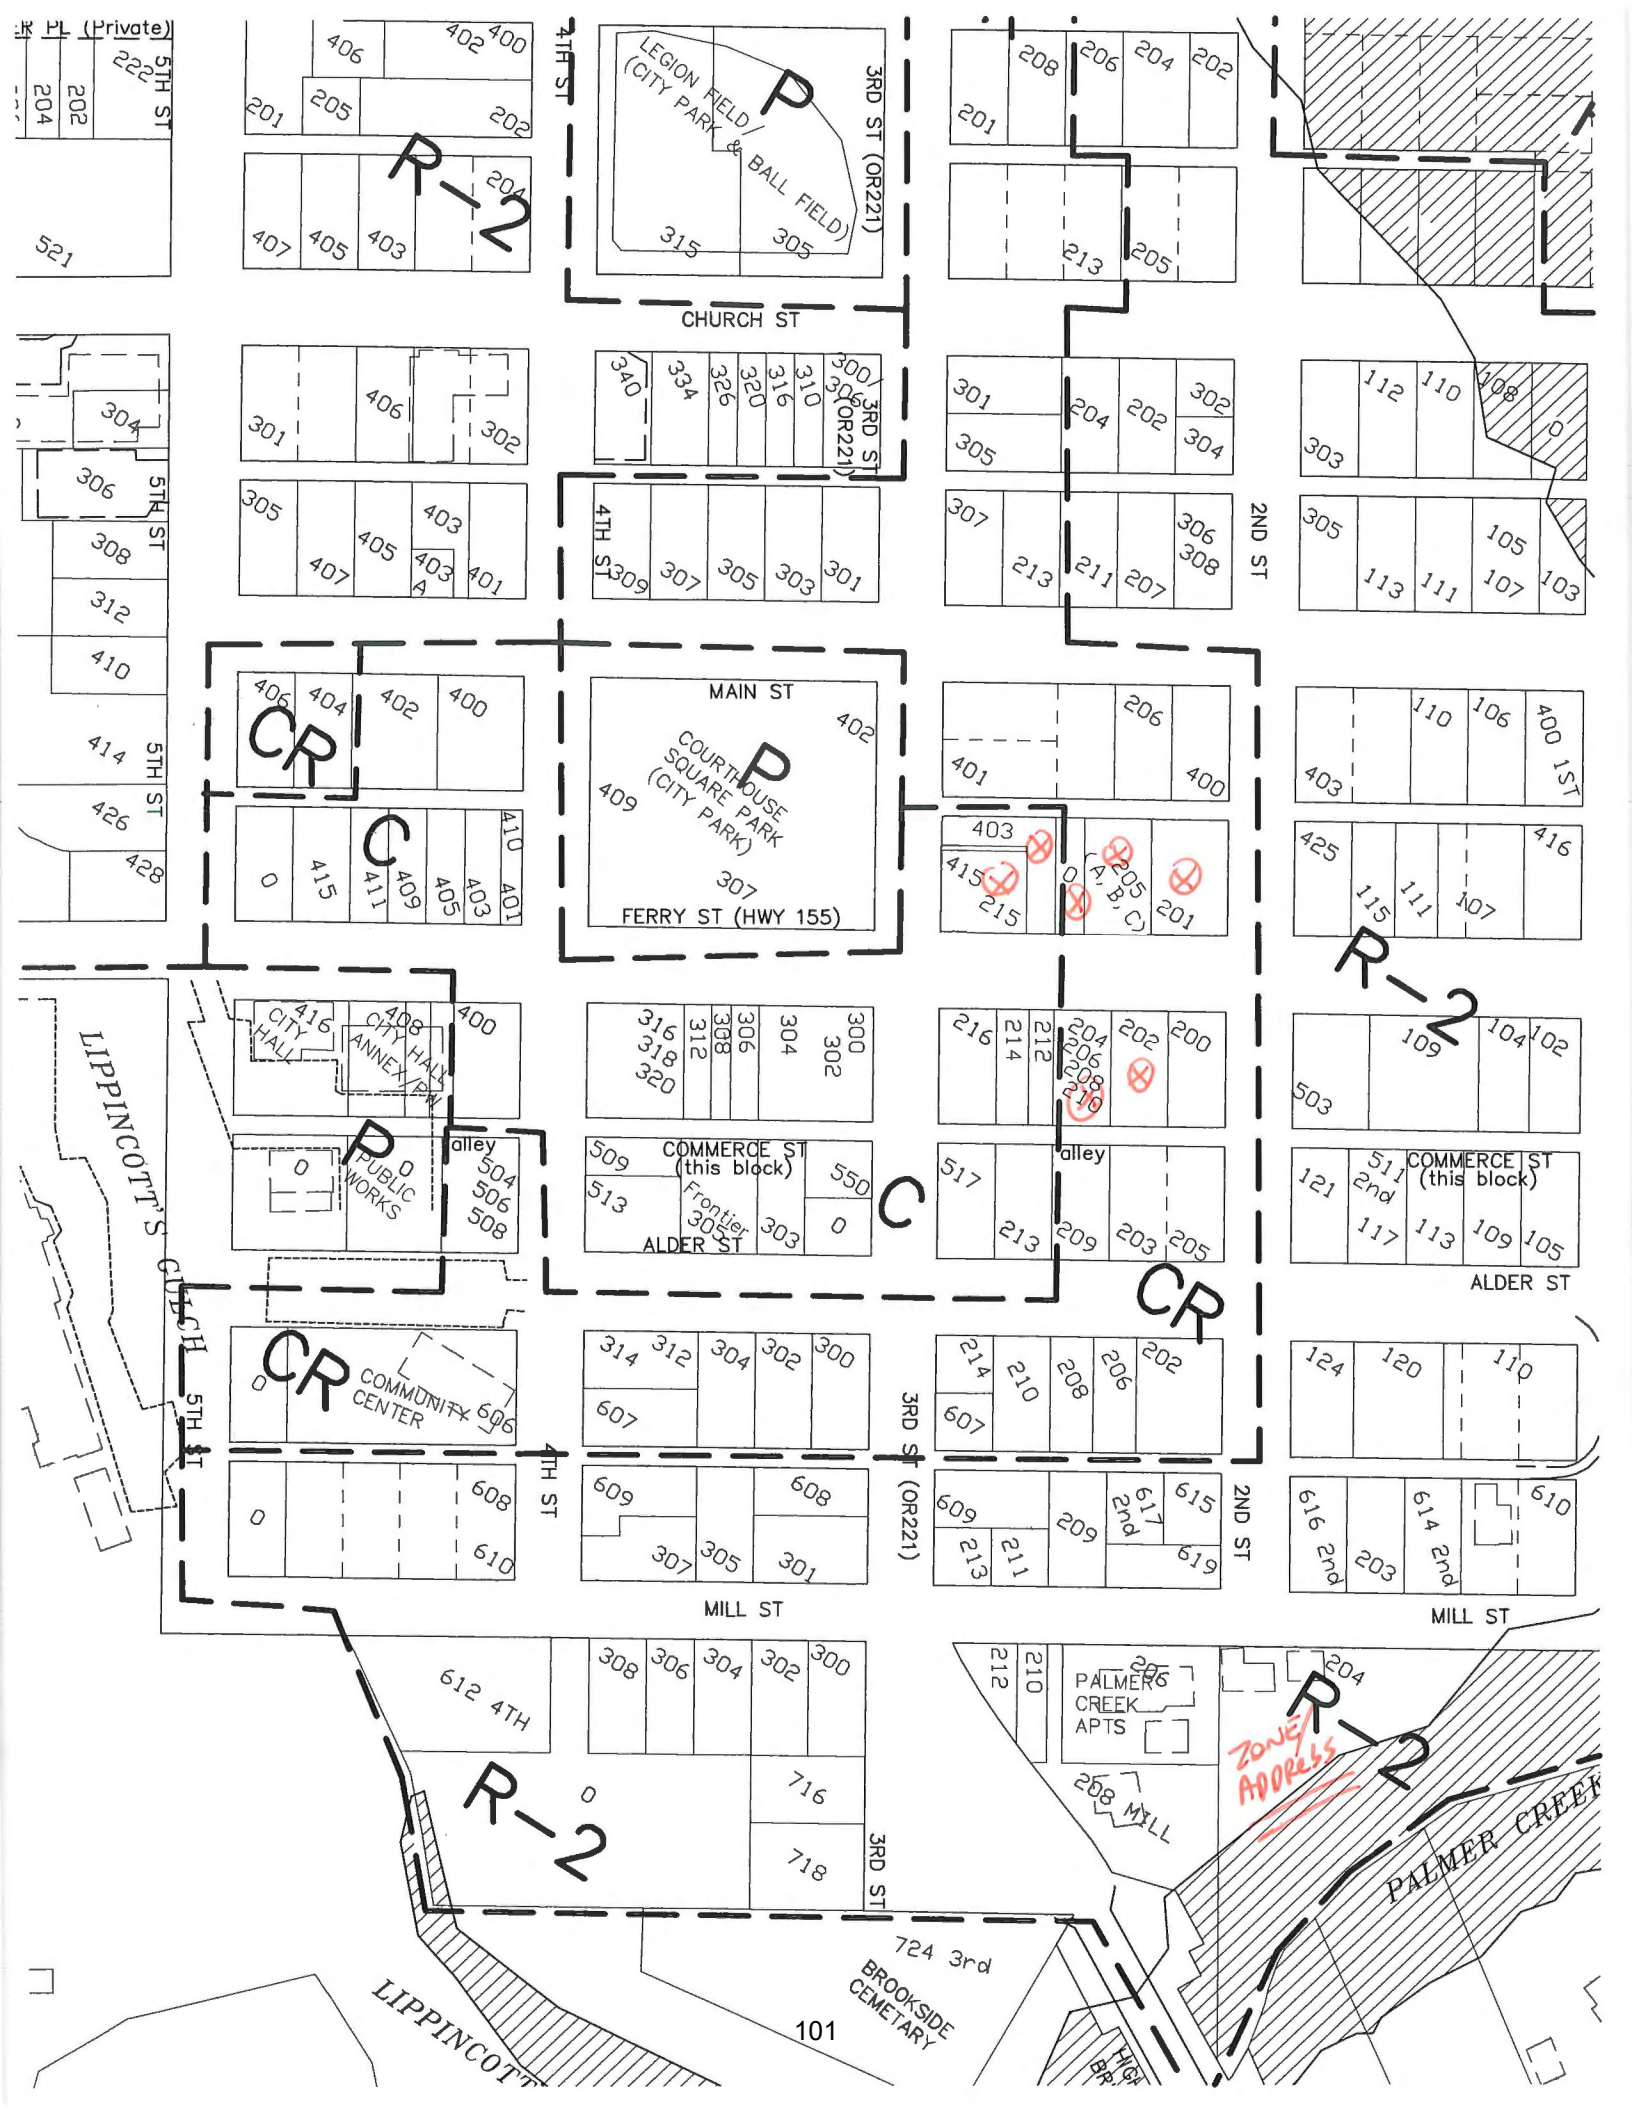 ER PL (Private)
222
204
202
5TH ST
521
406
402
400
201
205
202
R-2
407
405
403
204
4TH ST
LEGION FIELD/
(CITY PARK
& BALL FIELD)
P
315
305
3RD ST (OR221)
208
206
204
202
201
213
205
CHURCH ST
304
306
308
312
410
414
426
428
5TH ST
5TH ST
301
406
302
305
407
405
403
403
A
401
340
334
326
320
316
310
300/
306
3RD ST
(OR221)
4TH ST
309
307
305
303
301
301
305
204
202
302
304
307
213
211
207
306
308
2ND ST
112
110
108
0
303
305
113
111
105
107
103
406
404
402
400
CR
C
0
415
411
409
405
403
410
401
MAIN ST
402
P
COURTHOUSE
SQUARE PARK
(CITY PARK)
409
307
FERRY ST (HWY 155)
206
401
400
403
415
215
0
205
(A, B, C)
201
110
106
400 1ST
403
425
115
111
107
416
R-2
LIPPINCOTT'S GULCH
416
CITY
HALL
408
CITY HALL
ANNEX/PW
400
P
0
0
PUBLIC
WORKS
alley
504
506
508
316
318
320
312
308
306
304
302
300
509
COMMERCE ST
(this block)
513
Frontier
305
303
550
0
ALDER ST
C
216
214
212
204
206
208
210
202
200
alley
517
213
209
203
205
CR
503
109
104
102
121
511
2nd
COMMERCE ST
(this block)
117
113
109
105
ALDER ST
CR
0
COMMUNITY
CENTER
606
5TH ST
314
312
304
302
300
607
3RD ST (OR221)
214
210
208
206
202
607
124
120
110
0
608
610
4TH ST
609
608
307
305
301
609
213
211
209
617
2nd
615
619
2ND ST
616 2nd
203
614 2nd
610
MILL ST
MILL ST
612 4TH
308
306
304
302
300
R-2
0
716
718
3RD ST
212
210
206
PALMER
CREEK
APTS
208 MILL
204
R-2
ZONE/
ADDRESS
PALMER CREEK
724 3rd
BROOKSIDE
CEMETARY
LIPPINCOTT
101